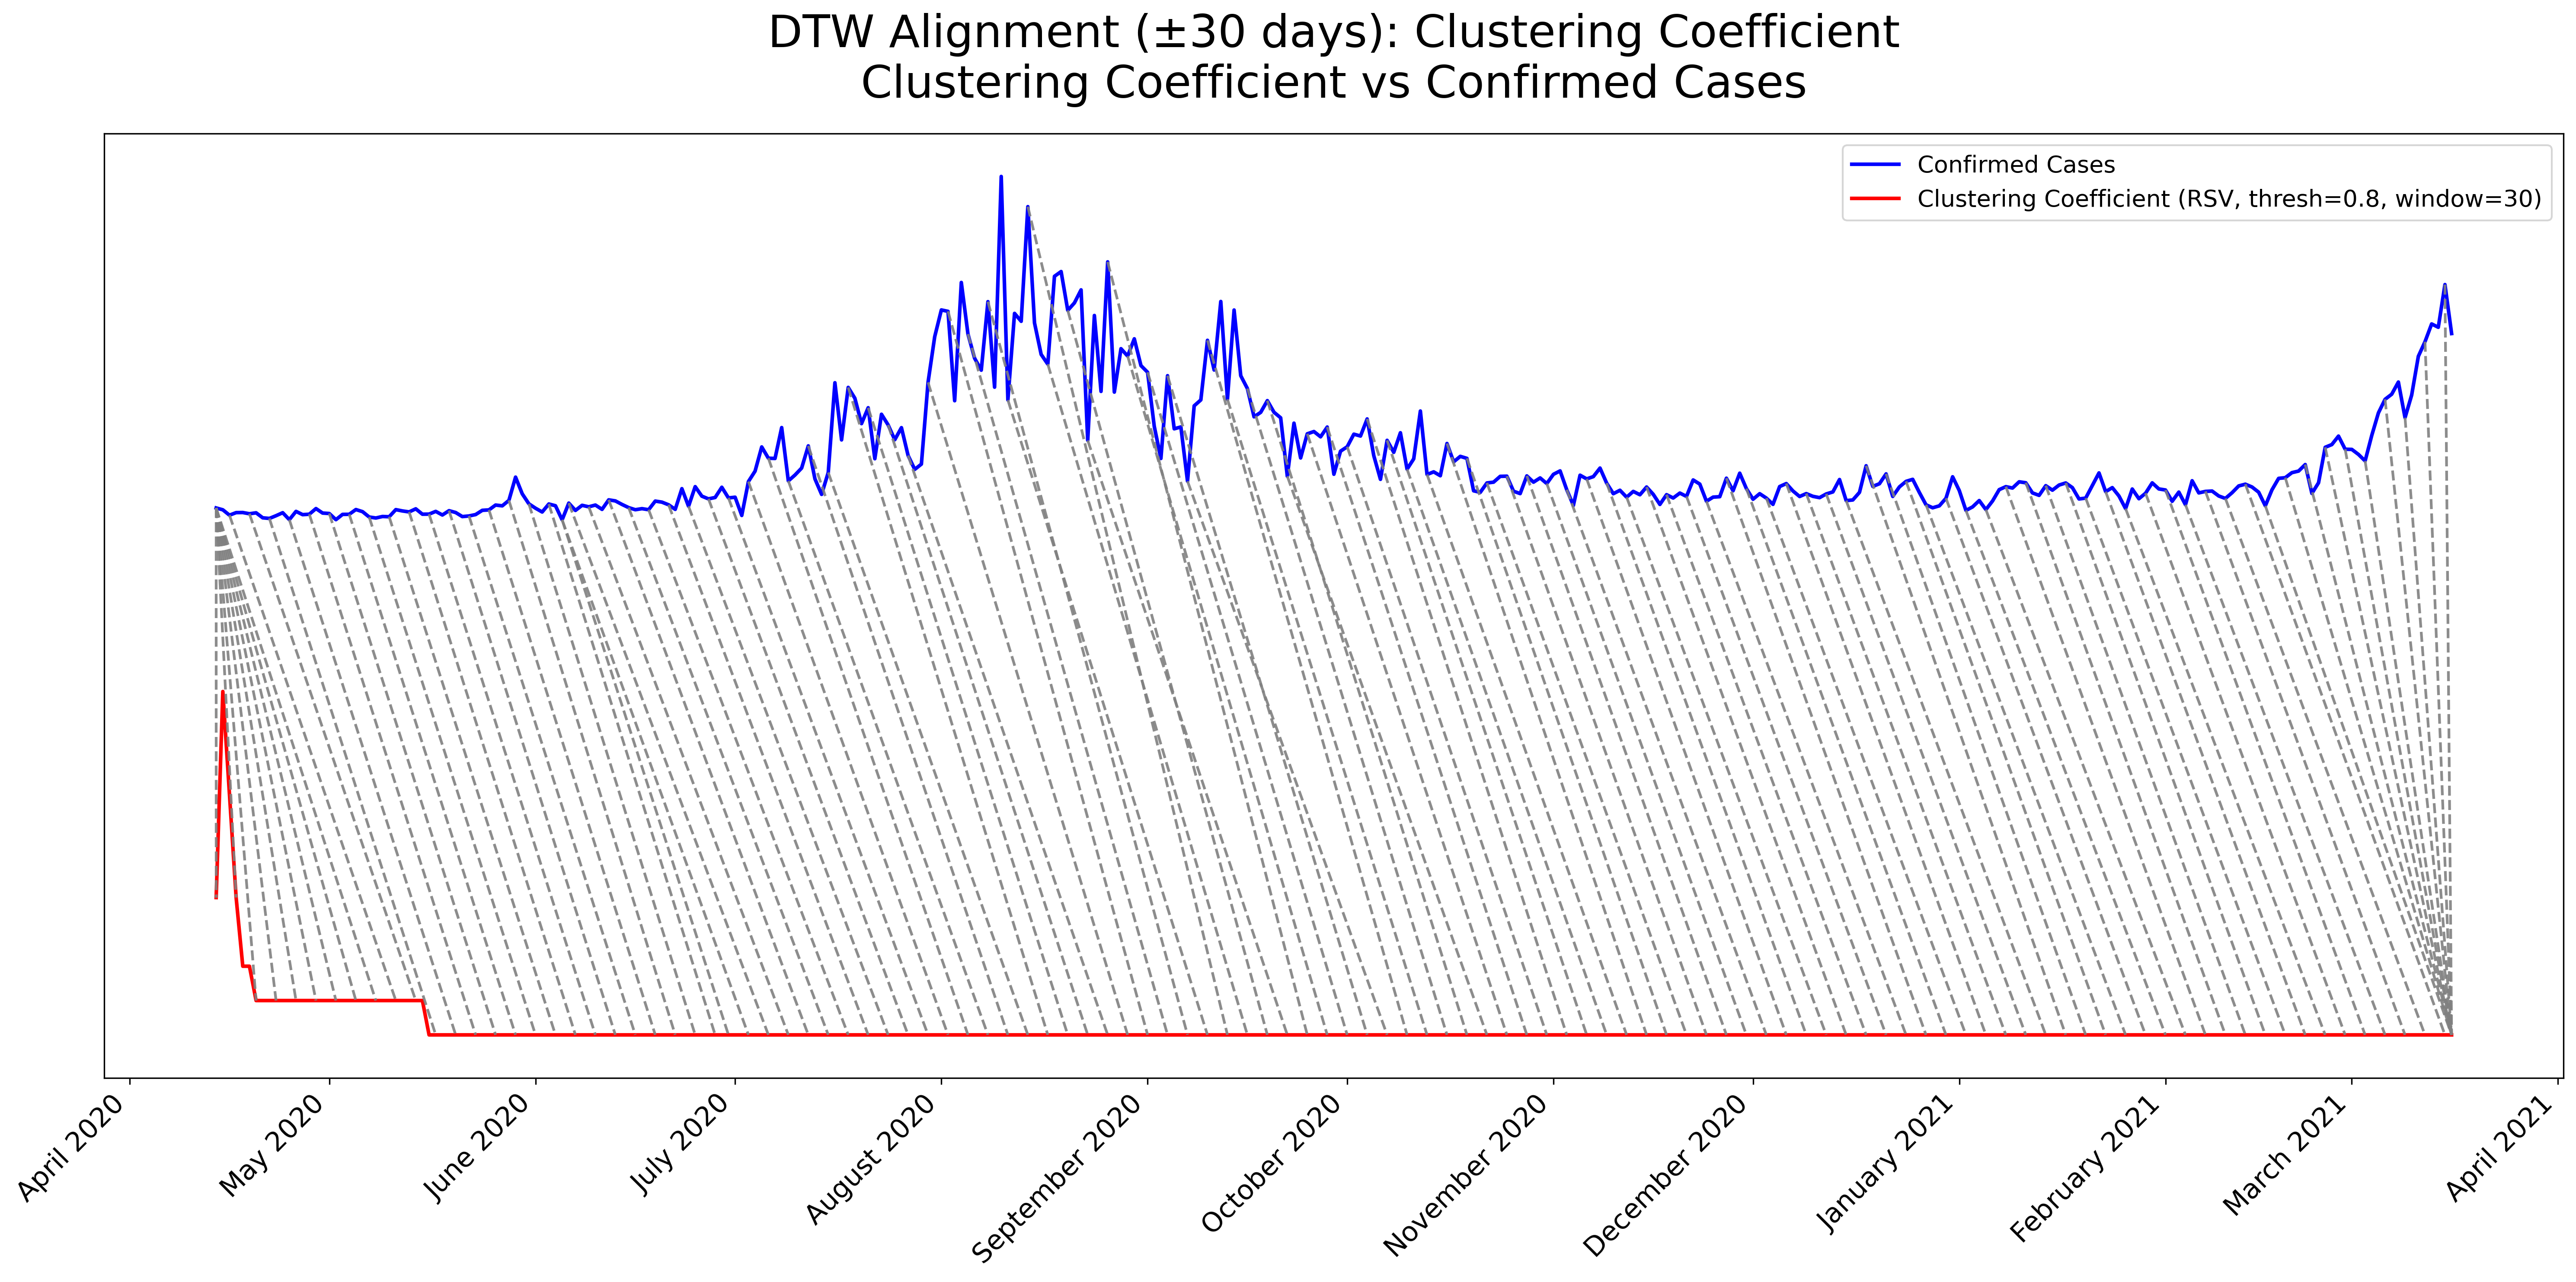 DTW Alignment (±30 days): Clustering Coefficient
Clustering Coefficient vs Confirmed Cases
Confirmed Cases
Clustering Coefficient (RSV, thresh=0.8, window=30)
April 2020
May 2020
June 2020
July 2020
August 2020
September 2020
October 2020
November 2020
December 2020
January 2021
February 2021
March 2021
April 2021